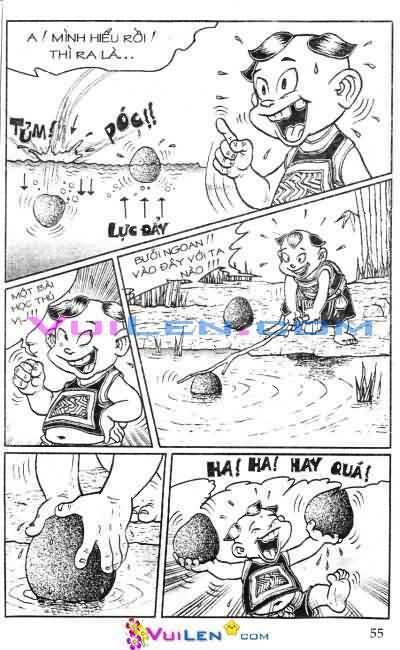 A! MÌNH HIỂU RỒI!
THÌ RA LÀ...
TỦM!
PÓC!!
LỰC ĐẨY
BƯỞI NGOAN!!
VÀO ĐÂY VỚI TA
NÀO!!!
MỘT BÀI
HỌC THÚ
VỊ...
VUILEN.COM
HA! HA! HAY QUÁ!
55
VUILEN.COM